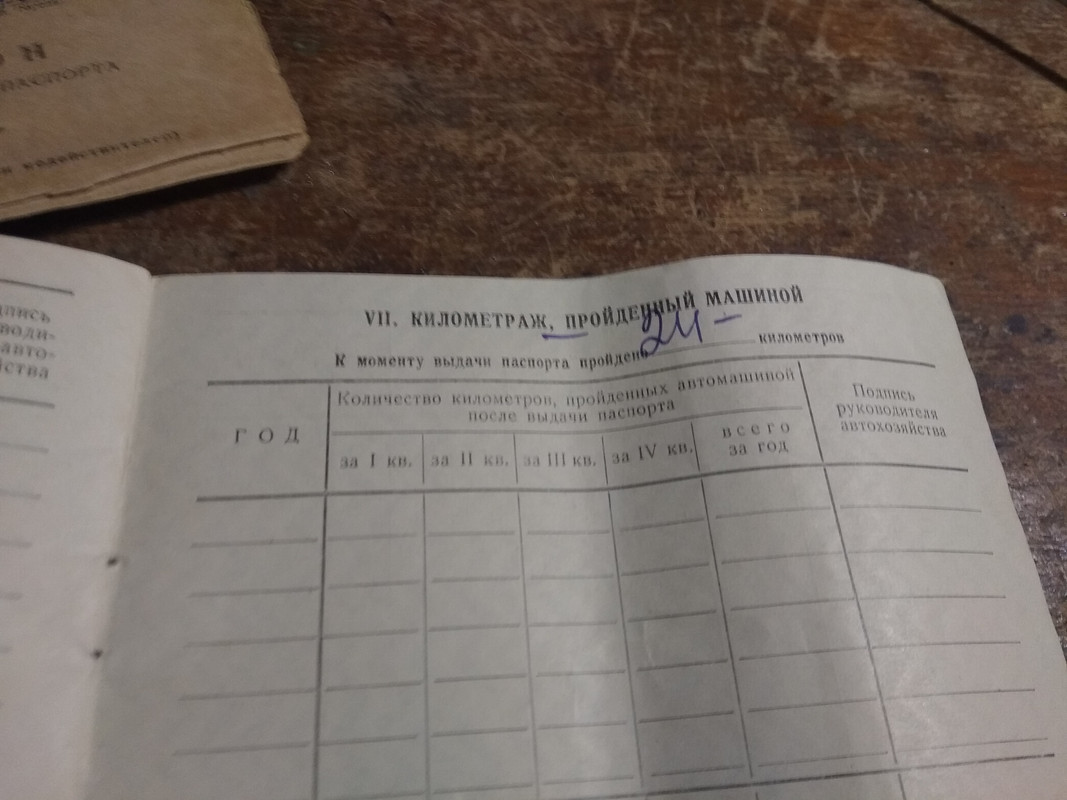 Н
VII. КИЛОМЕТРАЖ, ПРОЙДЕННЫЙ МАШИНОЙ
К моменту выдачи паспорта пройдено 24 — километров
ГОД
Количество километров, пройденных автомашиной
после выдачи паспорта
за I кв.
за II кв.
за III кв.
за IV кв.
всего
за год
Подпись
руководителя
автохозяйства